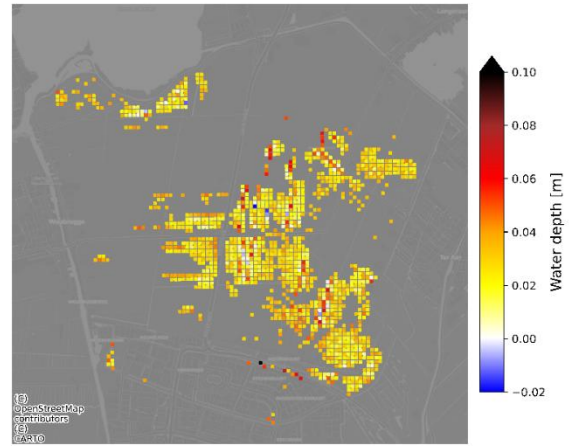 0.10
0.08
0.06
0.04
0.02
0.00
−0.02
Water depth [m]
(C)
OpenStreetMap
contributors
(C)
CARTO